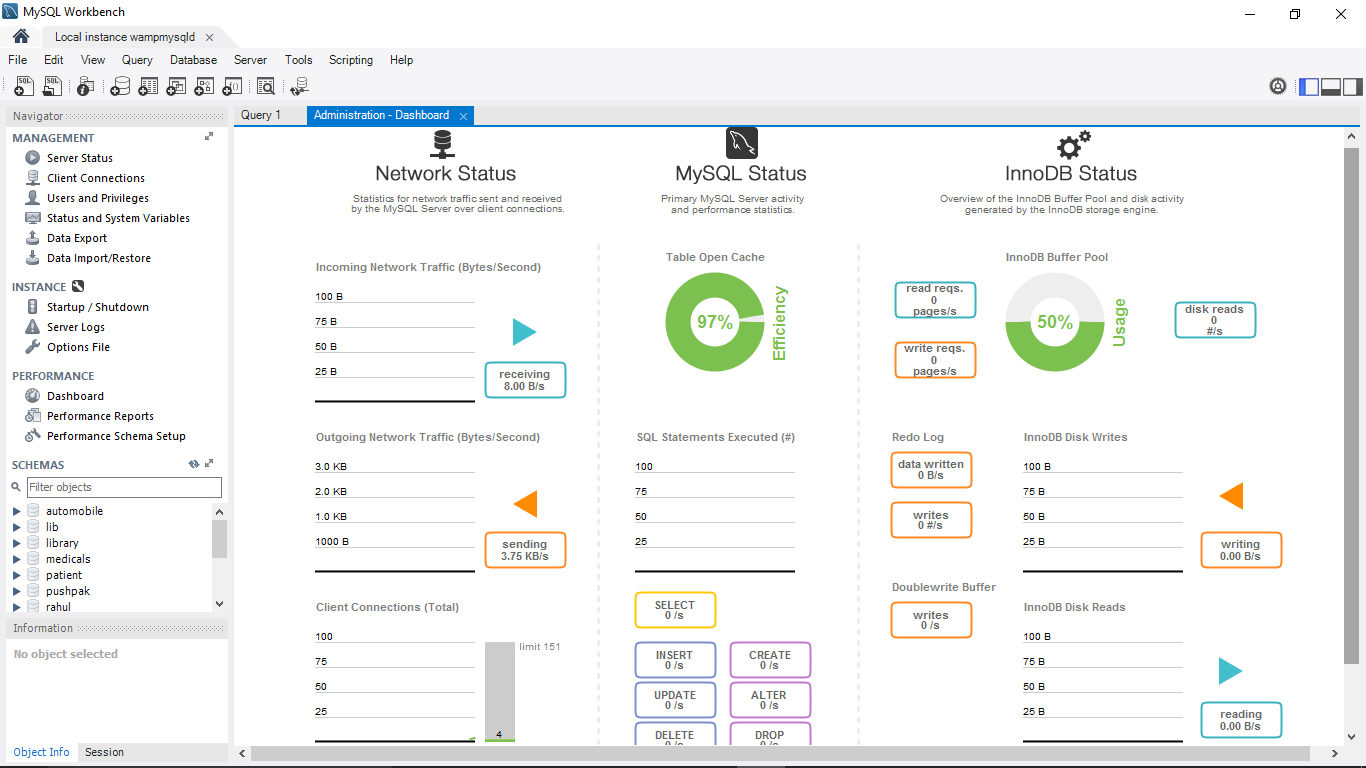 MySQL Workbench
Local instance wampmysqld
File Edit View Query Database Server Tools Scripting Help
Navigator
MANAGEMENT
Server Status
Client Connections
Users and Privileges
Status and System Variables
Data Export
Data Import/Restore
INSTANCE
Startup / Shutdown
Server Logs
Options File
PERFORMANCE
Dashboard
Performance Reports
Performance Schema Setup
SCHEMAS
Filter objects
automobile
lib
library
medicals
patient
pushpak
rahul
Information
No object selected
Object Info Session
Query 1 Administration - Dashboard
Network Status
Statistics for network traffic sent and received
by the MySQL Server over client connections.
Incoming Network Traffic (Bytes/Second)
100 B
75 B
50 B
25 B
receiving
8.00 B/s
Outgoing Network Traffic (Bytes/Second)
3.0 KB
2.0 KB
1.0 KB
1000 B
sending
3.75 KB/s
Client Connections (Total)
100
75
50
25
limit 151
4
MySQL Status
Primary MySQL Server activity
and performance statistics.
Table Open Cache
97%
Efficiency
SQL Statements Executed (#)
100
75
50
25
SELECT
0 /s
INSERT
0 /s
CREATE
0 /s
UPDATE
0 /s
ALTER
0 /s
DELETE
DROP
InnoDB Status
Overview of the InnoDB Buffer Pool and disk activity
generated by the InnoDB storage engine.
InnoDB Buffer Pool
read reqs.
0
pages/s
write reqs.
0
pages/s
50%
Usage
disk reads
0
#/s
Redo Log
data written
0 B/s
writes
0 #/s
Doublewrite Buffer
writes
0 /s
InnoDB Disk Writes
100 B
75 B
50 B
25 B
writing
0.00 B/s
InnoDB Disk Reads
100 B
75 B
50 B
25 B
reading
0.00 B/s